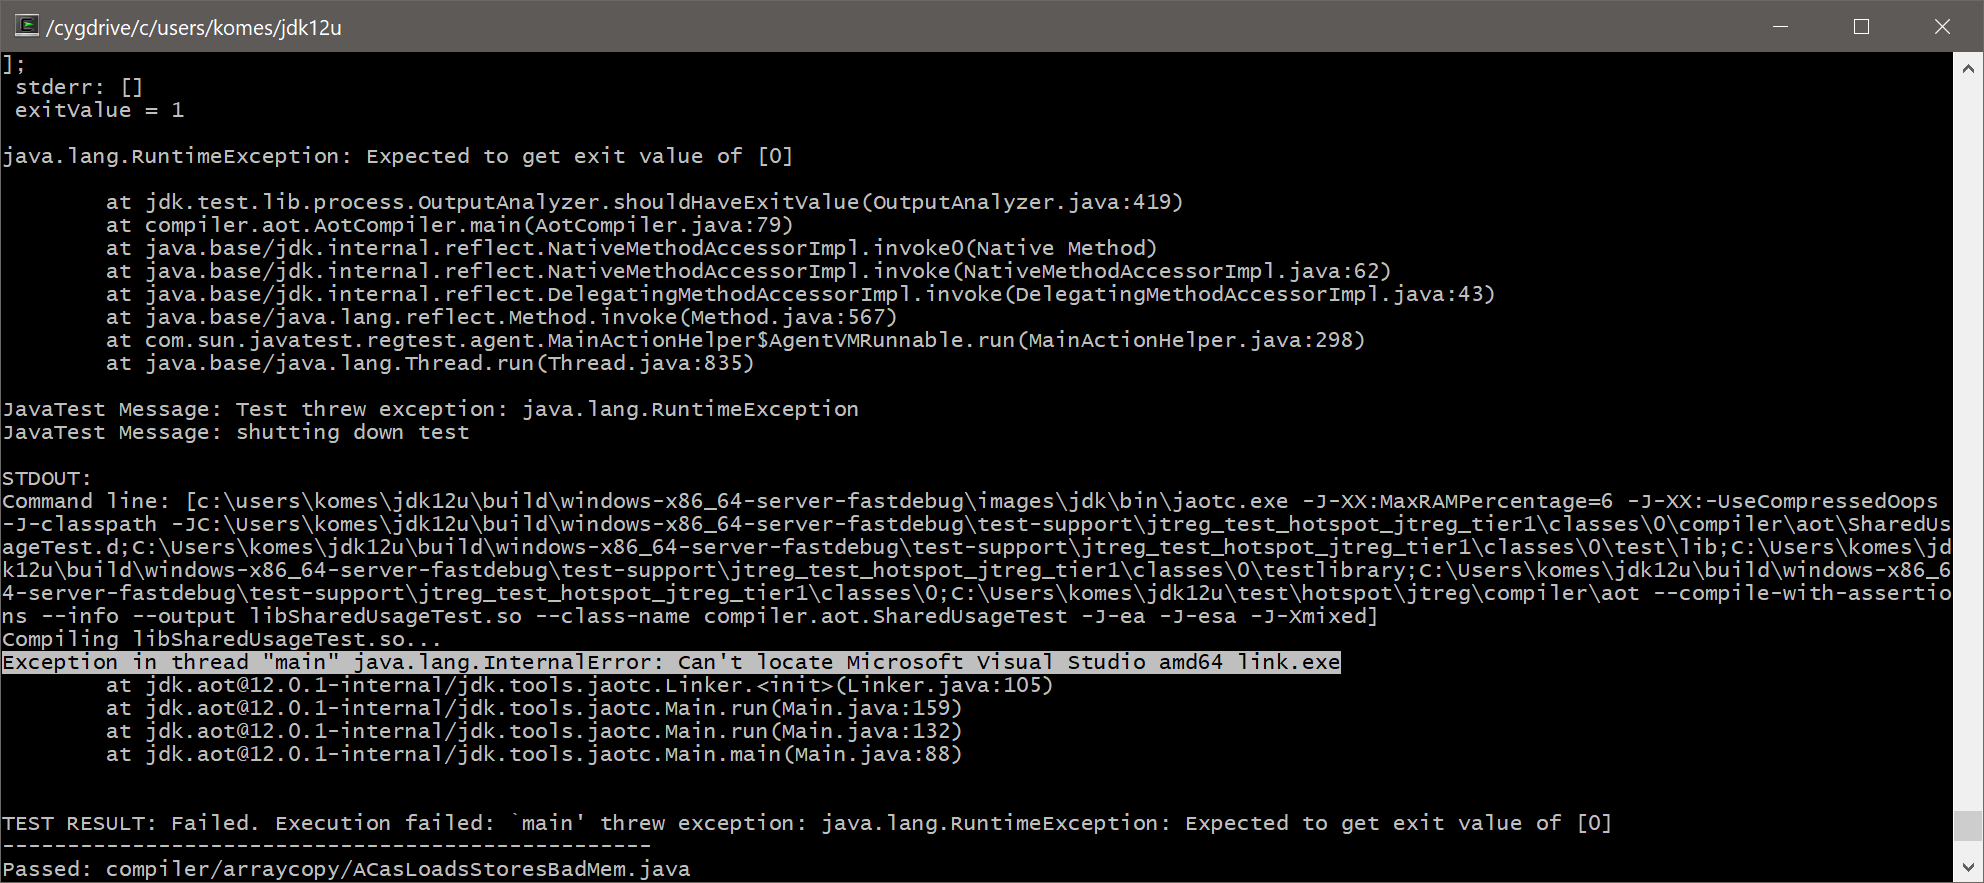 /cygdrive/c/users/komes/jdk12u
];
 stderr: []
 exitValue = 1
java.lang.RuntimeException: Expected to get exit value of [0]
        at jdk.test.lib.process.OutputAnalyzer.shouldHaveExitValue(OutputAnalyzer.java:419)
        at compiler.aot.AotCompiler.main(AotCompiler.java:79)
        at java.base/jdk.internal.reflect.NativeMethodAccessorImpl.invoke0(Native Method)
        at java.base/jdk.internal.reflect.NativeMethodAccessorImpl.invoke(NativeMethodAccessorImpl.java:62)
        at java.base/jdk.internal.reflect.DelegatingMethodAccessorImpl.invoke(DelegatingMethodAccessorImpl.java:43)
        at java.base/java.lang.reflect.Method.invoke(Method.java:567)
        at com.sun.javatest.regtest.agent.MainActionHelper$AgentVMRunnable.run(MainActionHelper.java:298)
        at java.base/java.lang.Thread.run(Thread.java:835)
JavaTest Message: Test threw exception: java.lang.RuntimeException
JavaTest Message: shutting down test
STDOUT:
Command line: [c:\users\komes\jdk12u\build\windows-x86_64-server-fastdebug\images\jdk\bin\jaotc.exe -J-XX:MaxRAMPercentage=6 -J-XX:-UseCompressedOops
-J-classpath -JC:\Users\komes\jdk12u\build\windows-x86_64-server-fastdebug\test-support\jtreg_test_hotspot_jtreg_tier1\classes\0\compiler\aot\SharedUs
ageTest.d;C:\Users\komes\jdk12u\build\windows-x86_64-server-fastdebug\test-support\jtreg_test_hotspot_jtreg_tier1\classes\0\test\lib;C:\Users\komes\jd
k12u\build\windows-x86_64-server-fastdebug\test-support\jtreg_test_hotspot_jtreg_tier1\classes\0\testlibrary;C:\Users\komes\jdk12u\build\windows-x86_6
4-server-fastdebug\test-support\jtreg_test_hotspot_jtreg_tier1\classes\0;C:\Users\komes\jdk12u\test\hotspot\jtreg\compiler\aot --compile-with-assertio
ns --info --output libSharedUsageTest.so --class-name compiler.aot.SharedUsageTest -J-ea -J-esa -J-Xmixed]
Compiling libSharedUsageTest.so...
Exception in thread "main" java.lang.InternalError: Can't locate Microsoft Visual Studio amd64 link.exe
        at jdk.aot@12.0.1-internal/jdk.tools.jaotc.Linker.<init>(Linker.java:105)
        at jdk.aot@12.0.1-internal/jdk.tools.jaotc.Main.run(Main.java:159)
        at jdk.aot@12.0.1-internal/jdk.tools.jaotc.Main.run(Main.java:132)
        at jdk.aot@12.0.1-internal/jdk.tools.jaotc.Main.main(Main.java:88)
TEST RESULT: Failed. Execution failed: `main' threw exception: java.lang.RuntimeException: Expected to get exit value of [0]
--------------------------------------------------
Passed: compiler/arraycopy/ACasLoadsStoresBadMem.java